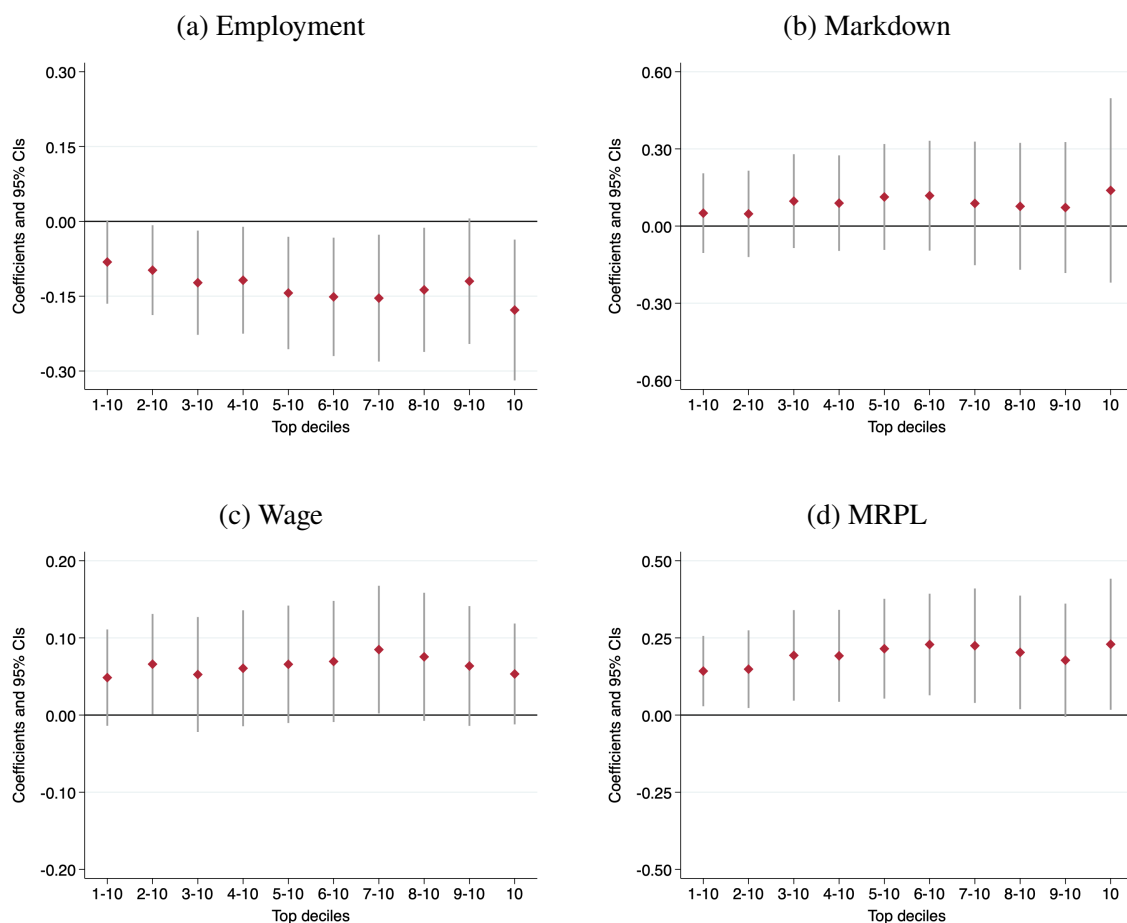 (a) Employment
0.30
0.15
0.00
-0.15
-0.30
Coefficients and 95% CIs
1-10 2-10 3-10 4-10 5-10 6-10 7-10 8-10 9-10 10
Top deciles
(b) Markdown
0.60
0.30
0.00
-0.30
-0.60
Coefficients and 95% CIs
1-10 2-10 3-10 4-10 5-10 6-10 7-10 8-10 9-10 10
Top deciles
(c) Wage
0.20
0.10
0.00
-0.10
-0.20
Coefficients and 95% CIs
1-10 2-10 3-10 4-10 5-10 6-10 7-10 8-10 9-10 10
Top deciles
(d) MRPL
0.50
0.25
0.00
-0.25
-0.50
Coefficients and 95% CIs
1-10 2-10 3-10 4-10 5-10 6-10 7-10 8-10 9-10 10
Top deciles